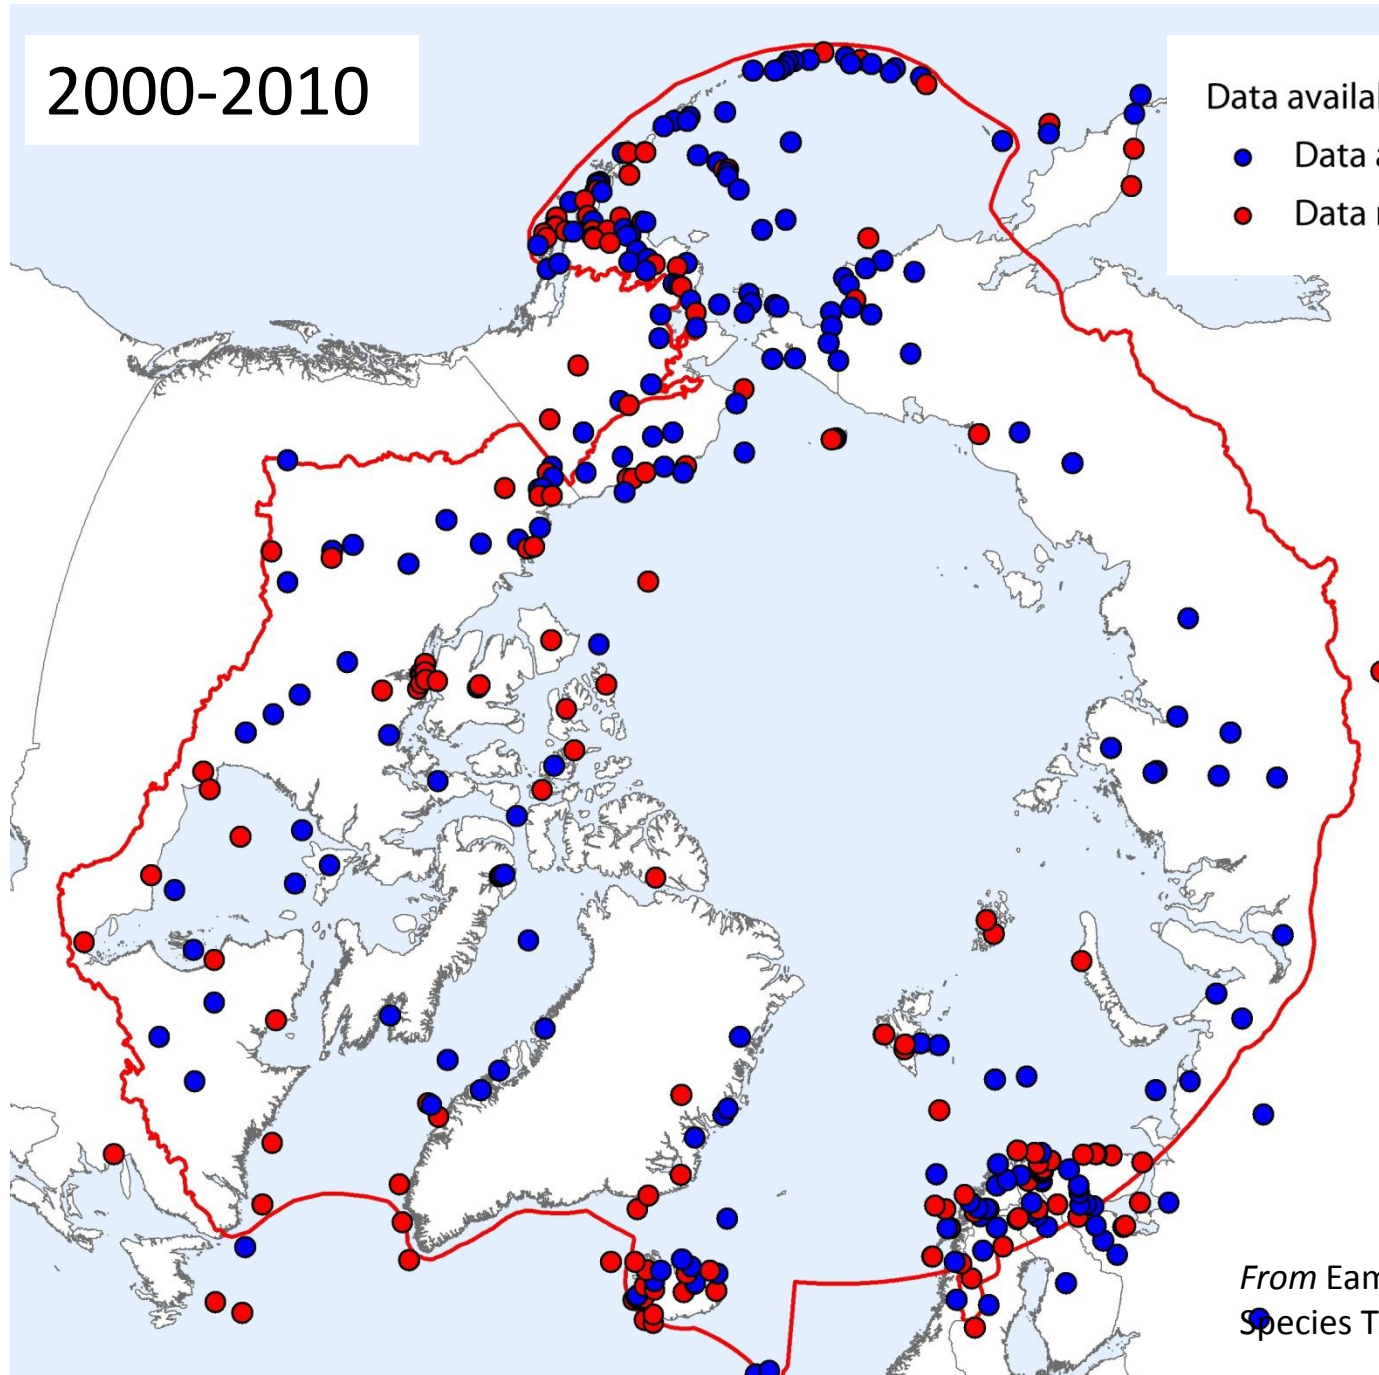 2000-2010
Data availal
Data a
Data r
From Eam
Species T